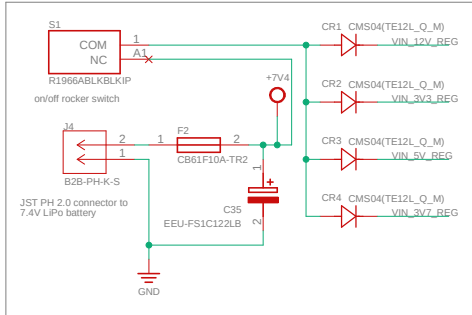 S1
COM
NC
1
A1
R1966ABLKBLKIP
on/off rocker switch
CR1 CMS04(TE12L_Q_M)
VIN_12V_REG
CR2 CMS04(TE12L_Q_M)
VIN_3V3_REG
CR3 CMS04(TE12L_Q_M)
VIN_5V_REG
CR4 CMS04(TE12L_Q_M)
VIN_3V7_REG
+7V4
J4
2
1
B2B-PH-K-S
JST PH 2.0 connector to
7.4V LiPo battery
F2
1 2
CB61F10A-TR2
1
+
C35
2
EEU-FS1C122LB
GND